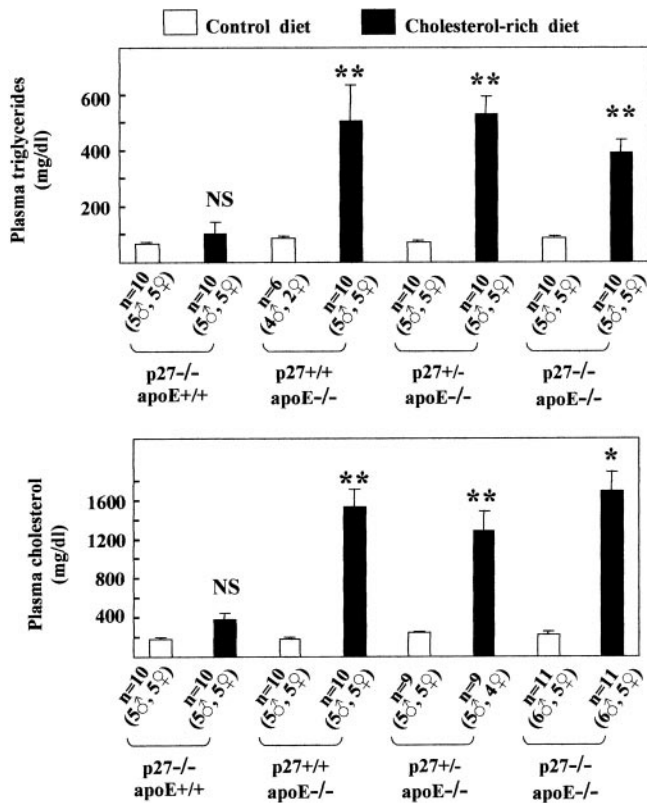 Control diet
Cholesterol-rich diet
Plasma triglycerides
(mg/dl)
600
400
200
NS
**
**
**
n=10
(5♂, 5♀)
n=10
(5♂, 5♀)
n=6
(4♂, 2♀)
n=10
(5♂, 5♀)
n=10
(5♂, 5♀)
n=10
(5♂, 5♀)
n=10
(5♂, 5♀)
n=10
(5♂, 5♀)
p27-/-
apoE+/+
p27+/+
apoE-/-
p27+/-
apoE-/-
p27-/-
apoE-/-
Plasma cholesterol
(mg/dl)
1600
1200
800
400
NS
**
**
*
n=10
(5♂, 5♀)
n=10
(5♂, 5♀)
n=10
(5♂, 5♀)
n=10
(5♂, 5♀)
n=9
(5♂, 5♀)
n=9
(5♂, 4♀)
n=11
(6♂, 5♀)
n=11
(6♂, 5♀)
p27-/-
apoE+/+
p27+/+
apoE-/-
p27+/-
apoE-/-
p27-/-
apoE-/-